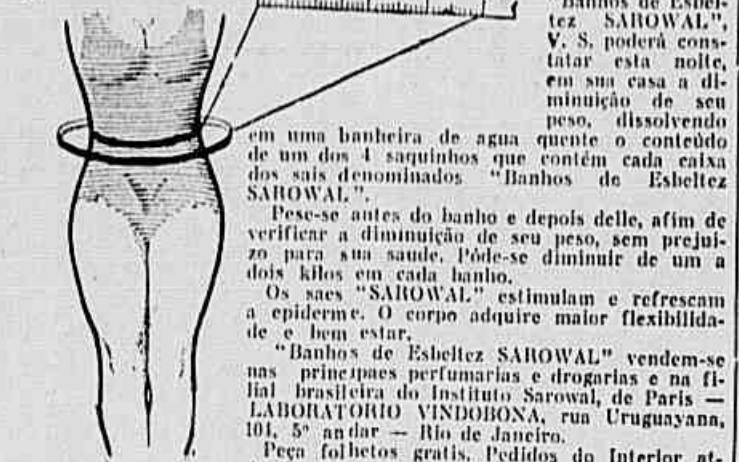 "Banhos de Esbel-
tez SAROWAL",
V. S. poderá cons-
tatar esta noite,
em sua casa a di-
minuição de seu
peso, dissolvendo
em uma banheira de agua quente o conteúdo
de um dos 4 saquinhos que contém cada caixa
dos sais denominados "Banhos de Esbeltez
SAROWAL".
Pese-se antes do banho e depois delle, afim de
verificar a diminuição de seu peso, sem prejui-
zo para sua saude. Póde-se diminuir de um a
dois kilos em cada banho.
Os saes "SAROWAL" estimulam e refrescam
a epiderme. O corpo adquire maior flexibilida-
de e bem estar.
"Banhos de Esbeltez SAROWAL" vendem-se
nas principaes perfumarias e drogarias e na fi-
lial brasileira do Instituto Sarowal, de Paris —
LABORATORIO VINDOBONA, rua Uruguayana,
104, 5º andar — Rio de Janeiro.
Peça folhetos gratis. Pedidos do Interior at-